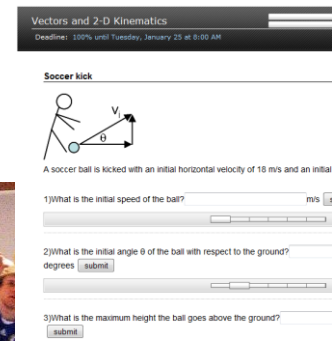 Vectors and 2-D Kinematics
Deadline: 100% until Tuesday, January 25 at 8:00 AM
Soccer kick
Vi
θ
A soccer ball is kicked with an initial horizontal velocity of 18 m/s and an initial
1)What is the initial speed of the ball? m/s
2)What is the initial angle θ of the ball with respect to the ground?
degrees submit
3)What is the maximum height the ball goes above the ground?
submit